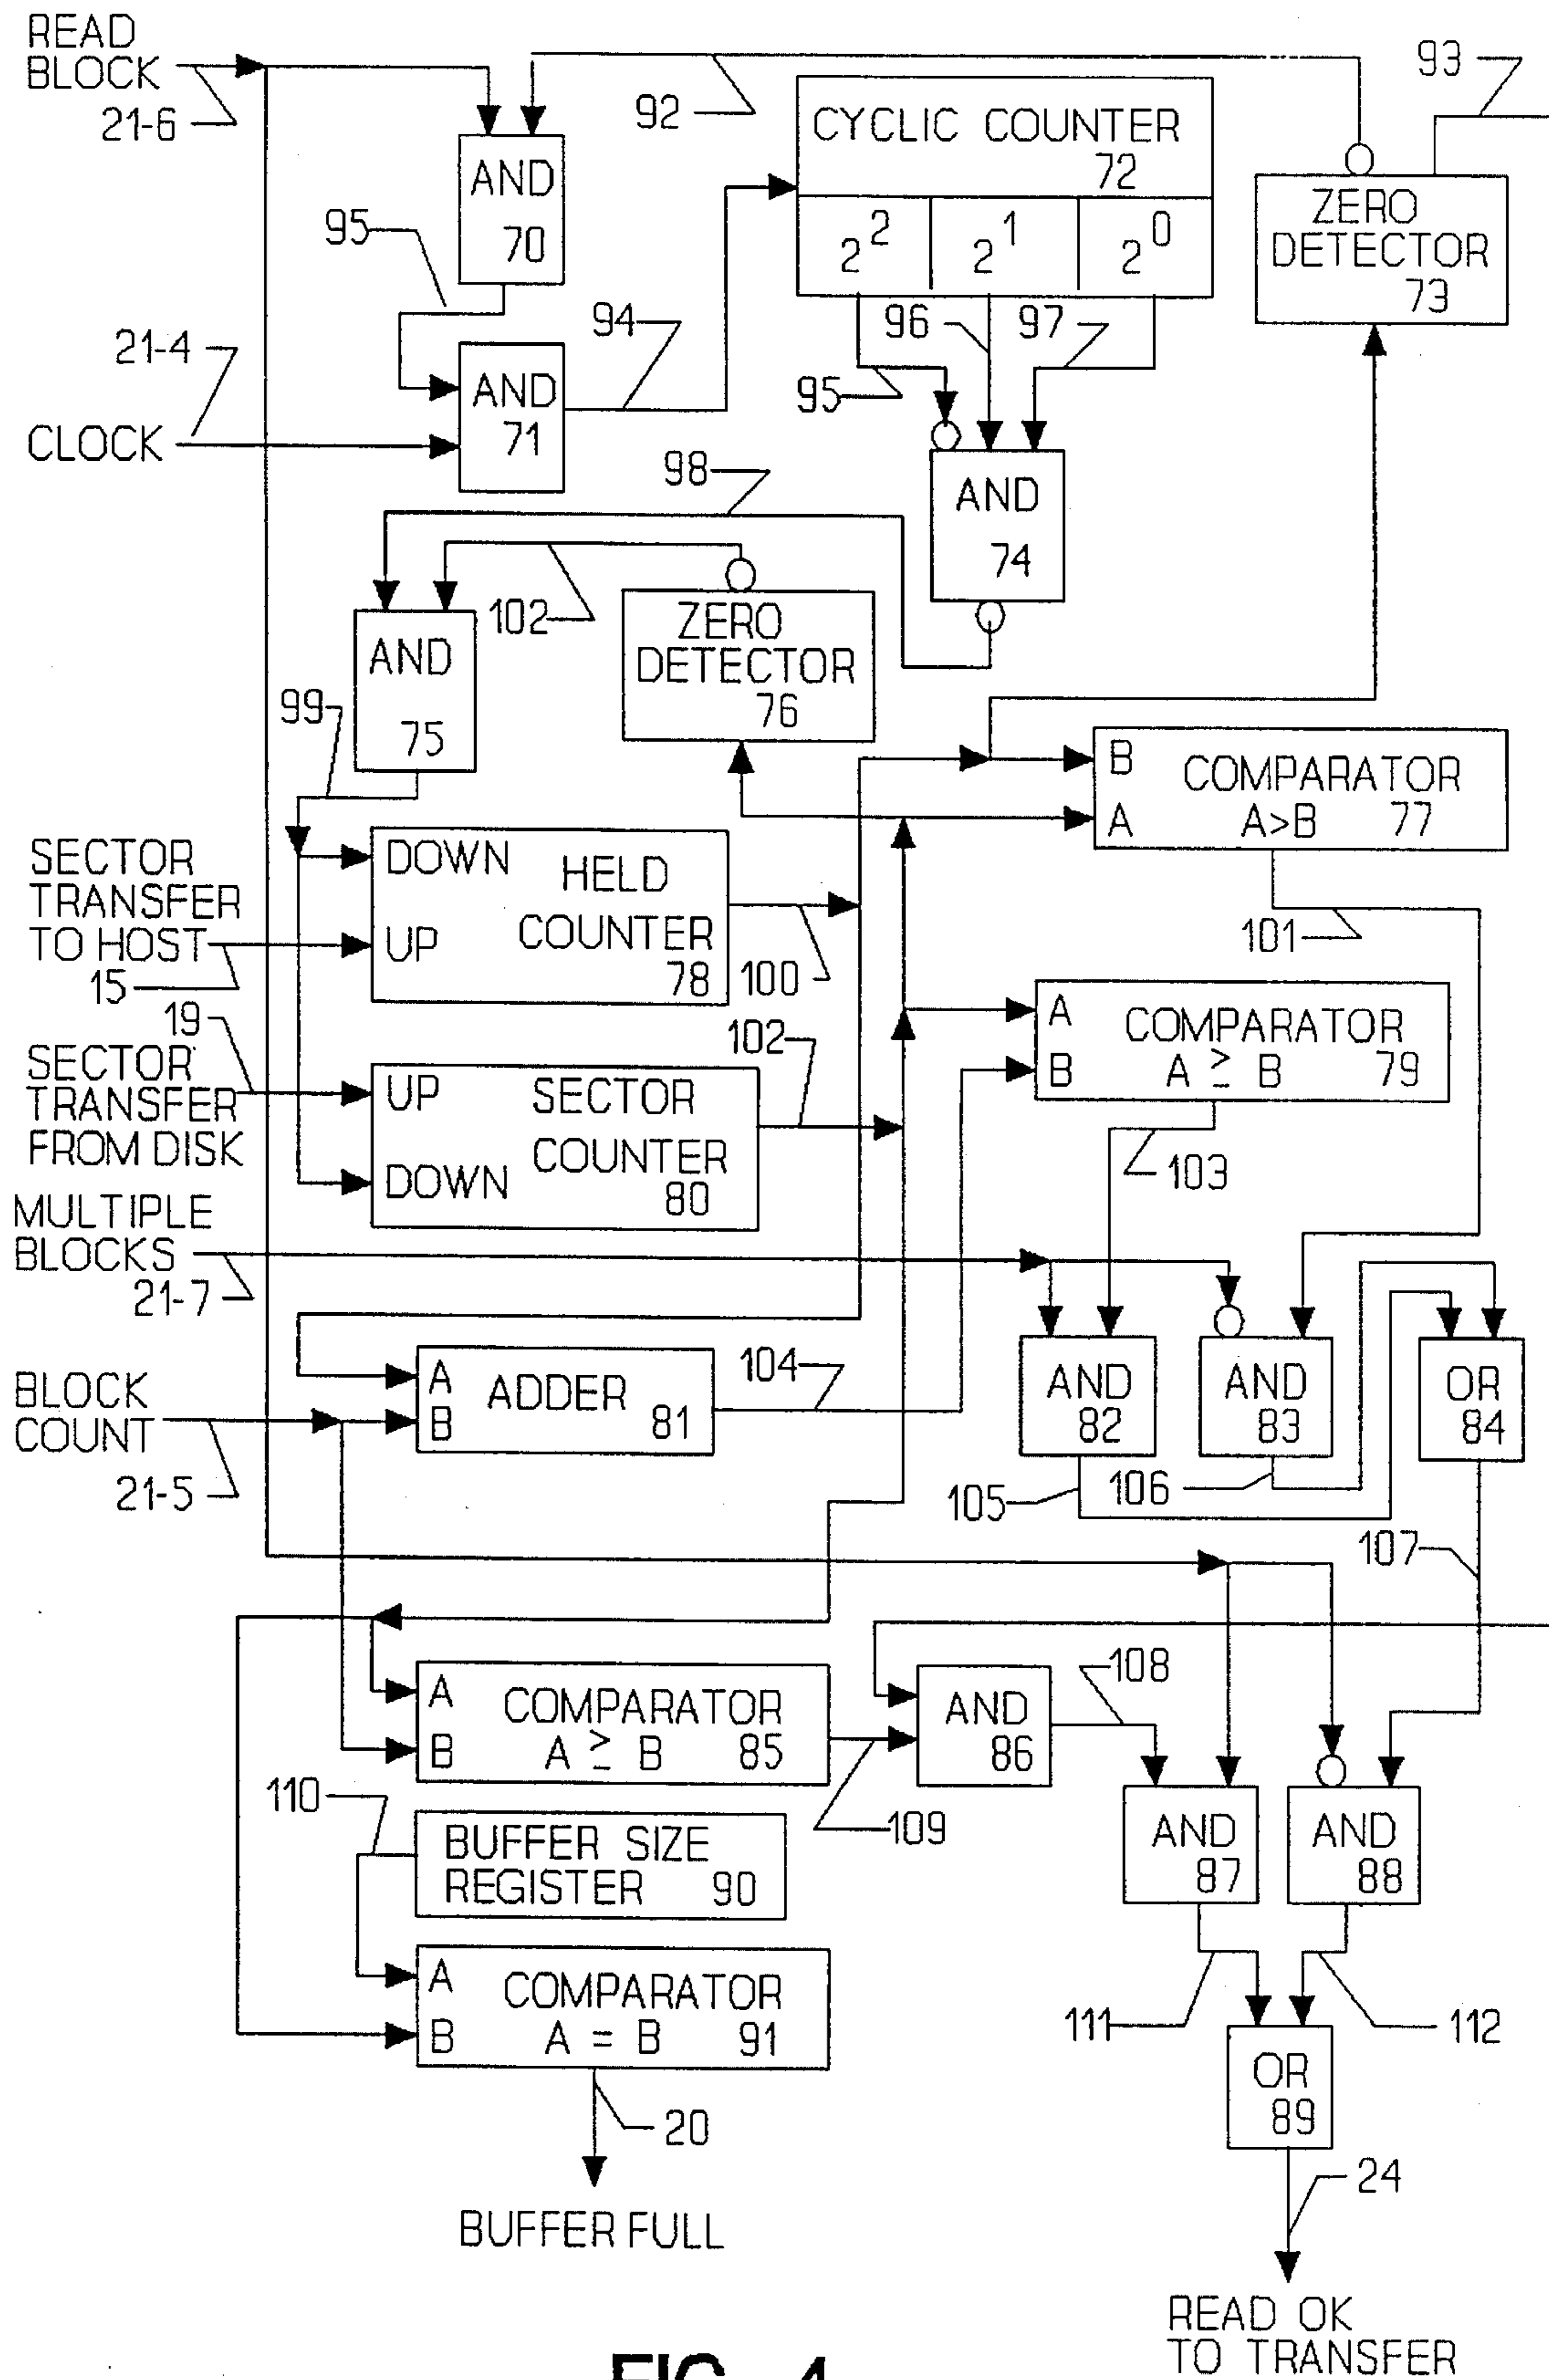 READ
BLOCK
21-6
92
93
CYCLIC COUNTER
72
2^2
2^1
2^0
ZERO
DETECTOR
73
AND
70
95
94
96
97
95
21-4
CLOCK
AND
71
98
AND
74
102
ZERO
DETECTOR
76
AND
75
99
B
A
COMPARATOR
A>B 77
SECTOR
TRANSFER
TO HOST
15
DOWN
UP
HELD
COUNTER
78
100
101
19
SECTOR
TRANSFER
FROM DISK
UP
DOWN
SECTOR
COUNTER
80
102
A
B
COMPARATOR
A ≥ B 79
103
MULTIPLE
BLOCKS
21-7
BLOCK
COUNT
21-5
A
B
ADDER
81
104
AND
82
AND
83
OR
84
105
106
107
A
B
COMPARATOR
A ≥ B 85
AND
86
108
109
110
BUFFER SIZE
REGISTER 90
AND
87
AND
88
A
B
COMPARATOR
A = B 91
111
112
OR
89
20
BUFFER FULL
24
READ OK
TO TRANSFER
FIG. 4